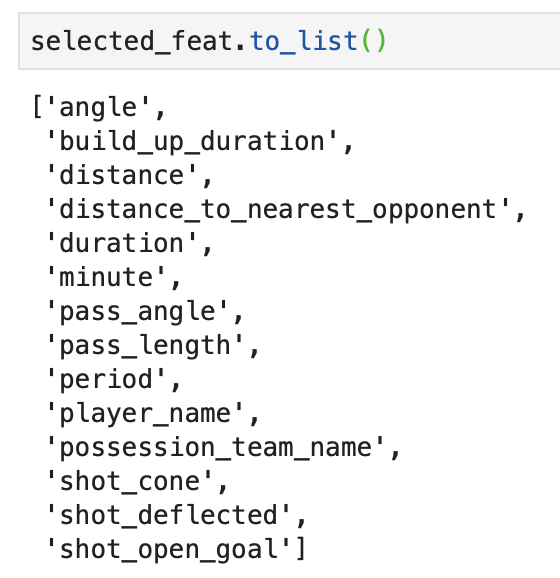 selected_feat.to_list()
['angle',
'build_up_duration',
'distance',
'distance_to_nearest_opponent',
'duration',
'minute',
'pass_angle',
'pass_length',
'period',
'player_name',
'possession_team_name',
'shot_cone',
'shot_deflected',
'shot_open_goal']